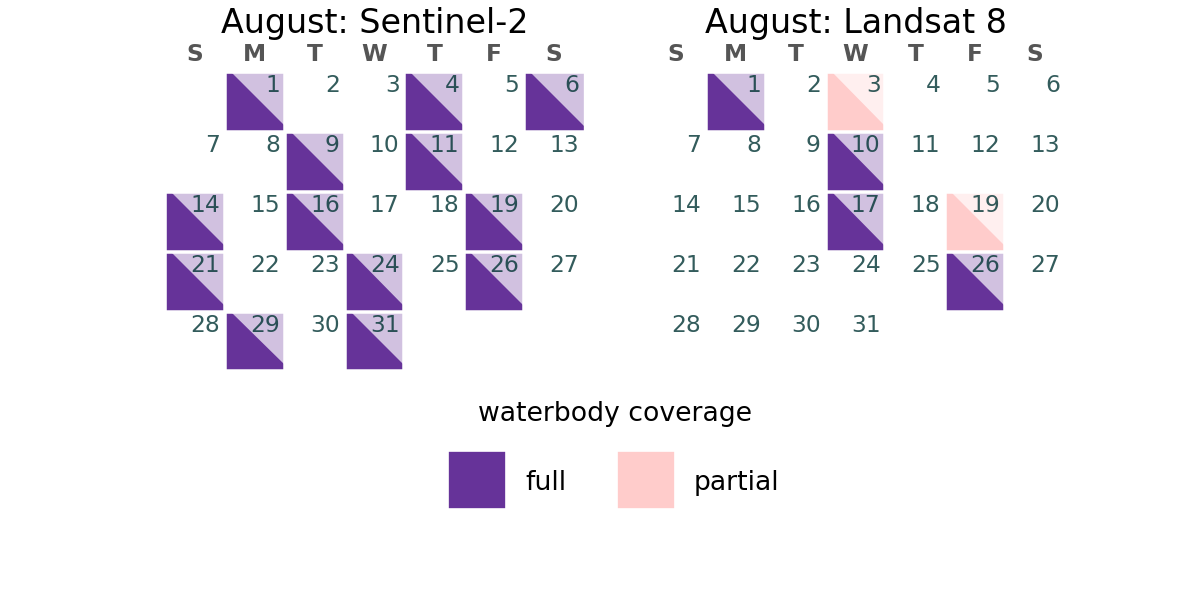 August: Sentinel-2
S M T W T F S
1 2 3 4 5 6
7 8 9 10 11 12 13
14 15 16 17 18 19 20
21 22 23 24 25 26 27
28 29 30 31
August: Landsat 8
S M T W T F S
1 2 3 4 5 6
7 8 9 10 11 12 13
14 15 16 17 18 19 20
21 22 23 24 25 26 27
28 29 30 31
waterbody coverage
full
partial